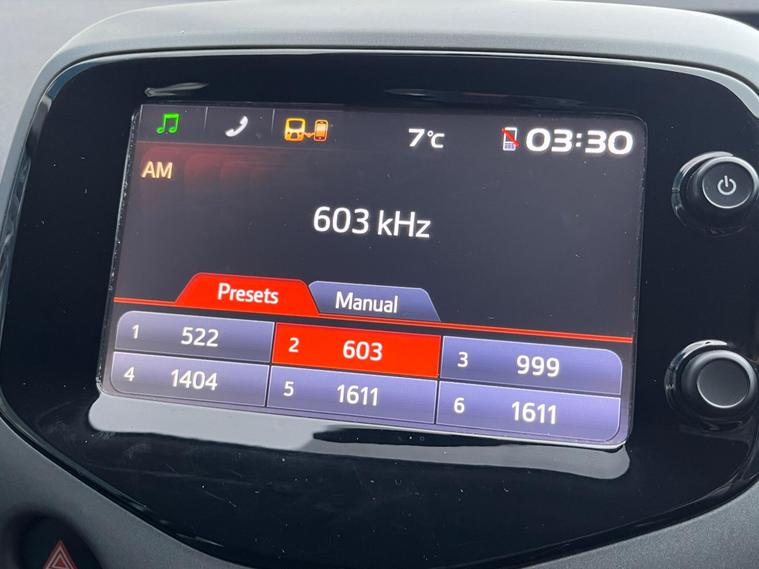 7°C 03:30
AM
603 kHz
Presets Manual
1 522 2 603 3 999
4 1404 5 1611 6 1611